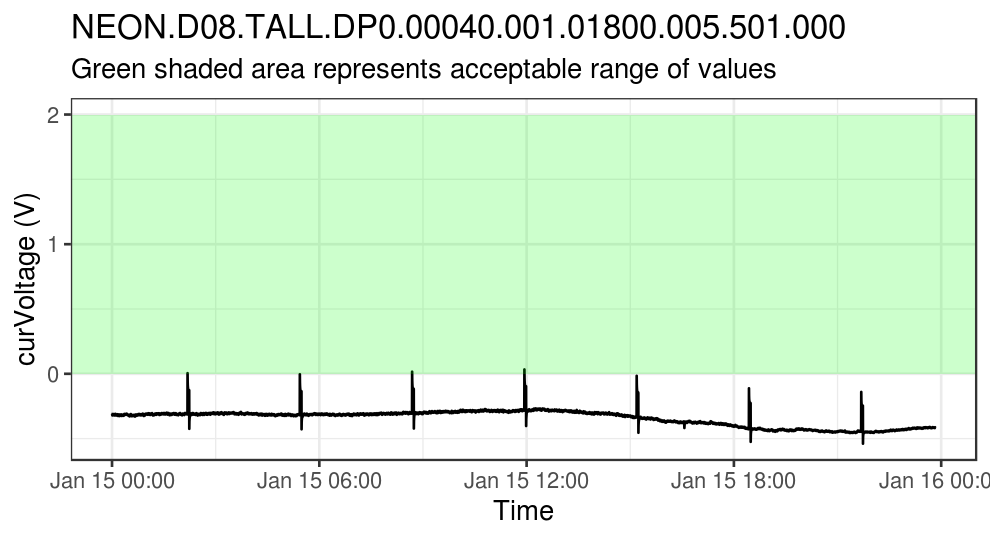 NEON.D08.TALL.DP0.00040.001.01800.005.501.000
Green shaded area represents acceptable range of values
curVoltage (V)
2
1
0
Jan 15 00:00 Jan 15 06:00 Jan 15 12:00 Jan 15 18:00 Jan 16 00:0
Time